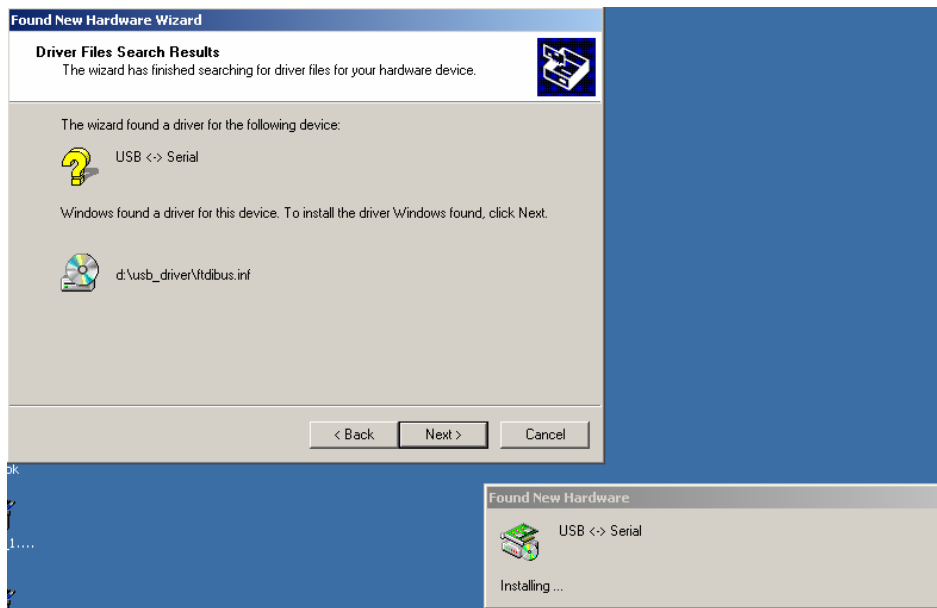 Found New Hardware Wizard
Driver Files Search Results
The wizard has finished searching for driver files for your hardware device.
The wizard found a driver for the following device:
USB <-> Serial
Windows found a driver for this device. To install the driver Windows found, click Next.
d:\usb_driver\ftdibus.inf
< Back
Next >
Cancel
ok
_1....
Found New Hardware
USB <-> Serial
Installing ...